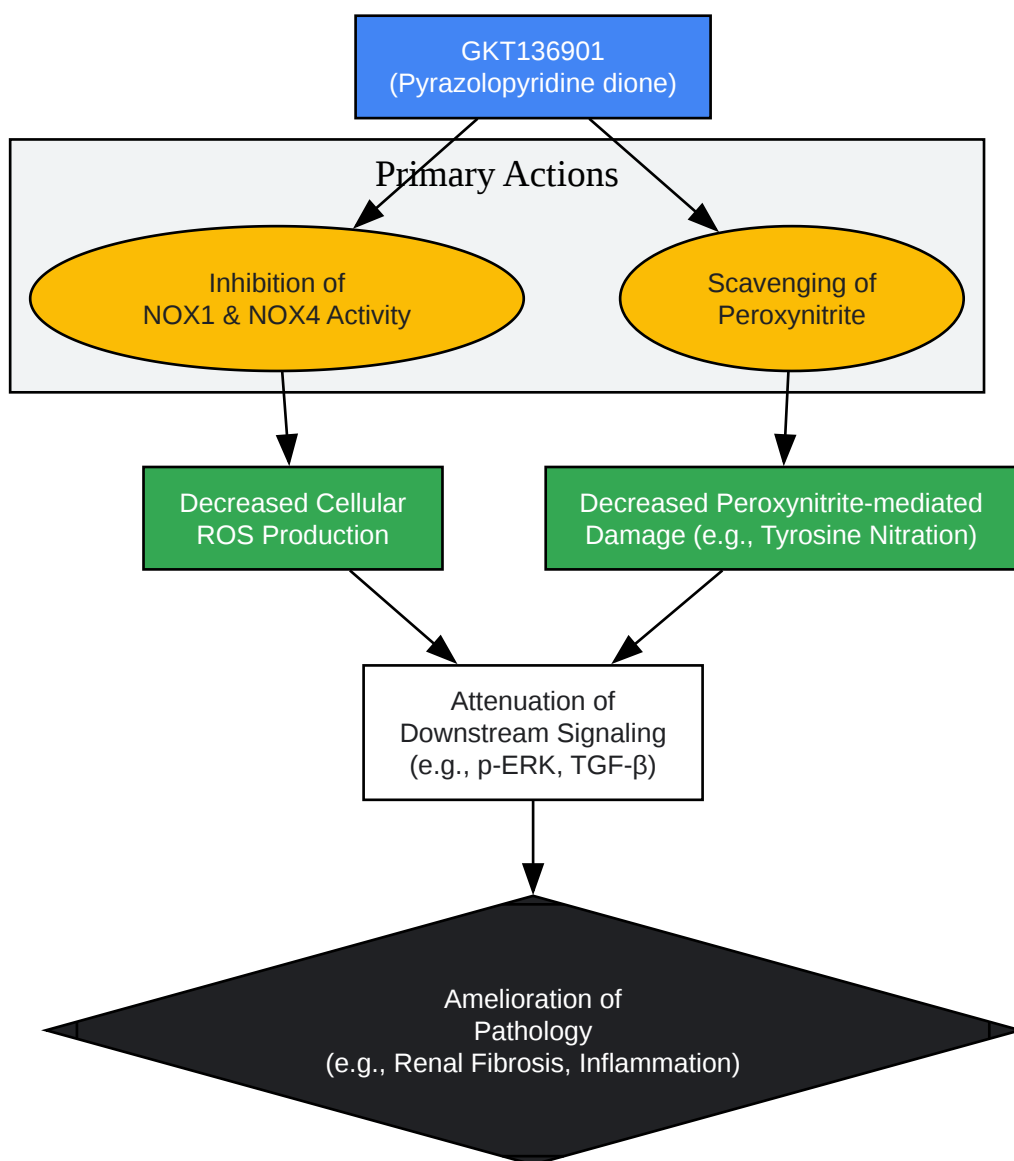 GKT136901
(Pyrazolopyridine dione)
Primary Actions
Inhibition of
NOX1 & NOX4 Activity
Scavenging of
Peroxynitrite
Decreased Cellular
ROS Production
Decreased Peroxynitrite-mediated
Damage (e.g., Tyrosine Nitration)
Attenuation of
Downstream Signaling
(e.g., p-ERK, TGF-β)
Amelioration of
Pathology
(e.g., Renal Fibrosis, Inflammation)